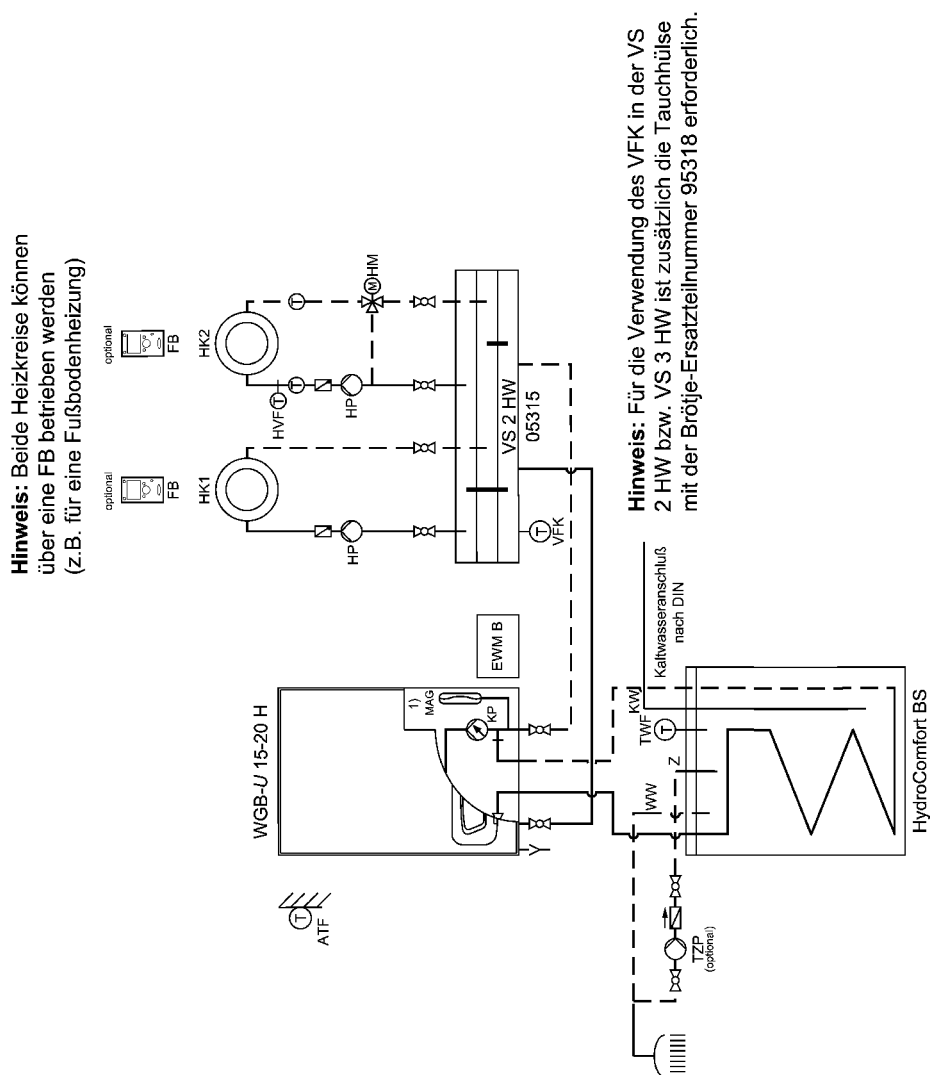 Hinweis: Beide Heizkreise können
über eine FB betrieben werden
(z.B. für eine Fußbodenheizung)
optional
FB
HK1
optional
FB
HK2
HVF
T
T
T
M
HM
HP
HP
VS 2 HW
05315
T
VFK
Hinweis: Für die Verwendung des VFK in der VS
2 HW bzw. VS 3 HW ist zusätzlich die Tauchhülse
mit der Brötje-Ersatzteilnummer 95318 erforderlich.
T
ATF
WGB-U 15-20 H
1)
MAG
KP
EWM B
Kaltwasseranschluß
nach DIN
WW
Z
TWF
T
KW
TZP
(optional)
HydroComfort BS